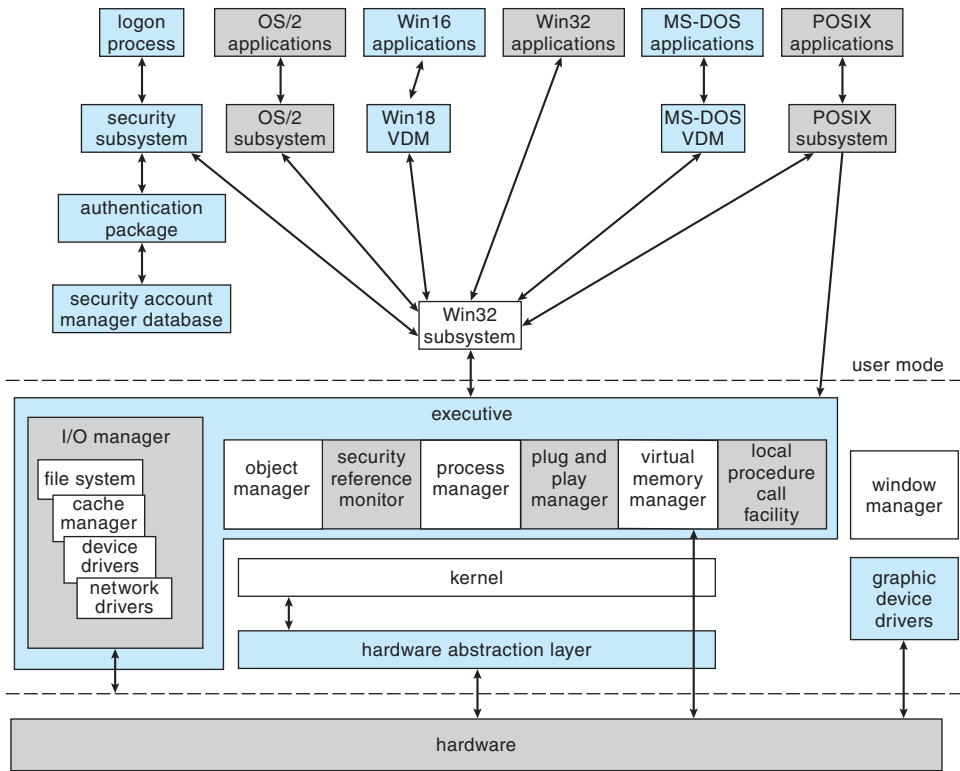 logon
process
OS/2
applications
Win16
applications
Win32
applications
MS-DOS
applications
POSIX
applications
security
subsystem
OS/2
subsystem
Win18
VDM
MS-DOS
VDM
POSIX
subsystem
authentication
package
security account
manager database
Win32
subsystem
user mode
executive
I/O manager
file system
cache
manager
device
drivers
network
drivers
object
manager
security
reference
monitor
process
manager
plug and
play
manager
virtual
memory
manager
local
procedure
call
facility
window
manager
kernel
graphic
device
drivers
hardware abstraction layer
hardware